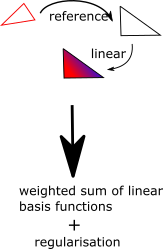 reference
linear
weighted sum of linear
basis functions
+
regularisation